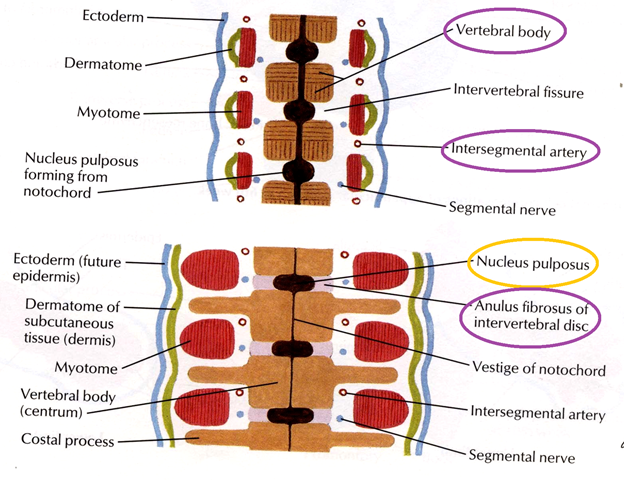 Ectoderm
Dermatome
Myotome
Nucleus pulposus
forming from
notochord
Vertebral body
Intervertebral fissure
Intersegmental artery
Segmental nerve
Ectoderm (future
epidermis)
Dermatome of
subcutaneous
tissue (dermis)
Myotome
Vertebral body
(centrum)
Costal process
Nucleus pulposus
Anulus fibrosus of
intervertebral disc
Vestige of notochord
Intersegmental artery
Segmental nerve